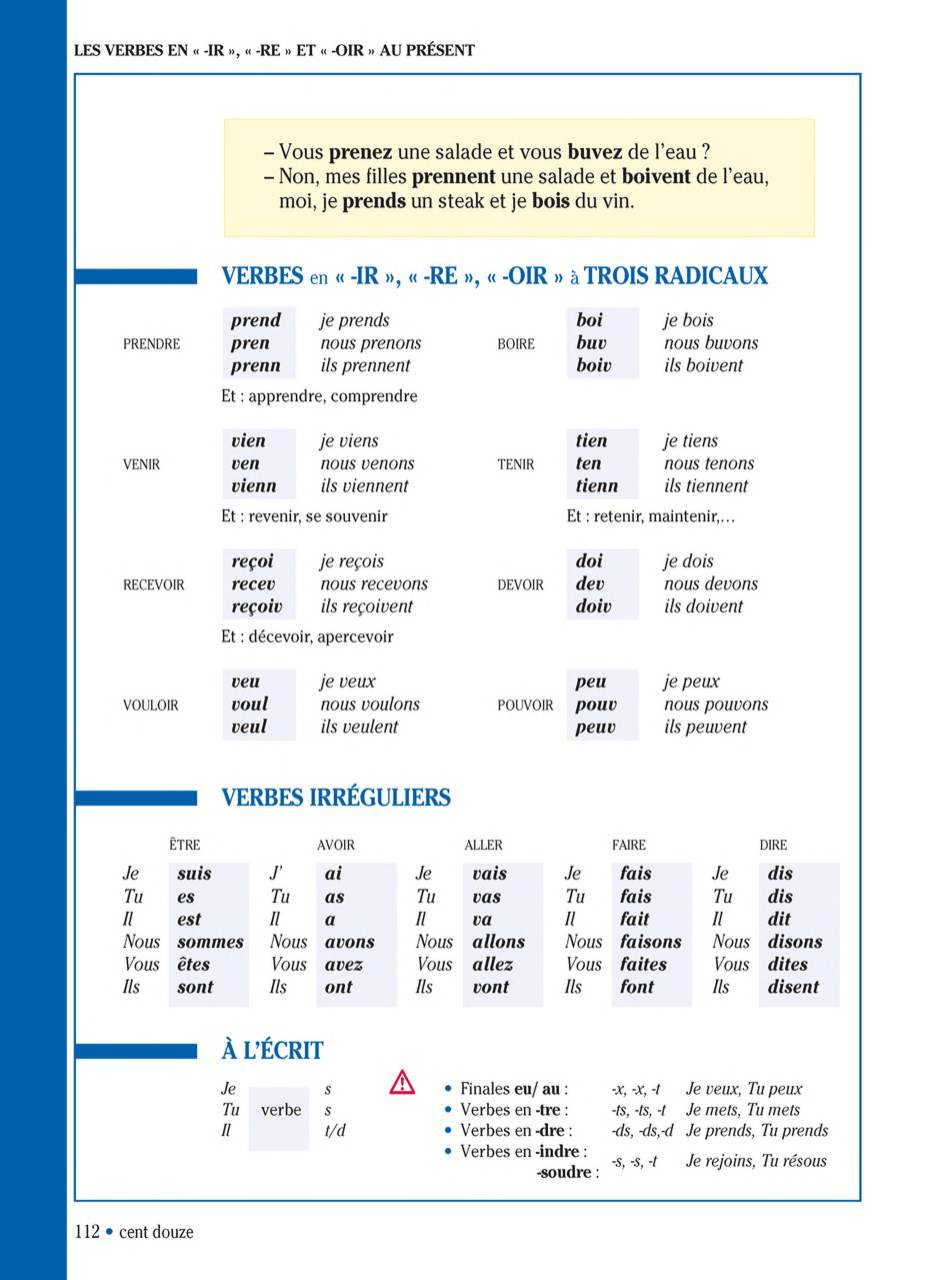 LES VERBES EN « -IR », « -RE » ET « -OIR » AU PRÉSENT
– Vous prenez une salade et vous buvez de l’eau ?
– Non, mes filles prennent une salade et boivent de l’eau,
moi, je prends un steak et je bois du vin.
VERBES en « -IR », « -RE », « -OIR » à TROIS RADICAUX
prend je prends boi je bois
PRENDRE pren nous prenons BOIRE buv nous buvons
prenn ils prennent boiv ils boivent
Et : apprendre, comprendre
vien je viens tien je tiens
VENIR ven nous venons TENIR ten nous tenons
vienn ils viennent tienn ils tiennent
Et : revenir, se souvenir Et : retenir, maintenir,…
reçoi je reçois doi je dois
RECEVOIR recev nous recevons DEVOIR dev nous devons
reçoiv ils reçoivent doiv ils doivent
Et : décevoir, apercevoir
veu je veux peu je peux
VOULOIR voul nous voulons POUVOIR pouv nous pouvons
veul ils veulent peuv ils peuvent
VERBES IRRÉGULIERS
ÊTRE AVOIR ALLER FAIRE DIRE
Je suis J’ ai Je vais Je fais Je dis
Tu es Tu as Tu vas Tu fais Tu dis
Il est Il a Il va Il fait Il dit
Nous sommes Nous avons Nous allons Nous faisons Nous disons
Vous êtes Vous avez Vous allez Vous faites Vous dites
Ils sont Ils ont Ils vont Ils font Ils disent
À L’ÉCRIT
Je s • Finales eu/ au : -x, -x, -t Je veux, Tu peux
Tu verbe s • Verbes en -tre : -ts, -ts, -t Je mets, Tu mets
Il t/d • Verbes en -dre : -ds, -ds,-d Je prends, Tu prends
• Verbes en -indre :
-soudre : -s, -s, -t Je rejoins, Tu résous
112 • cent douze